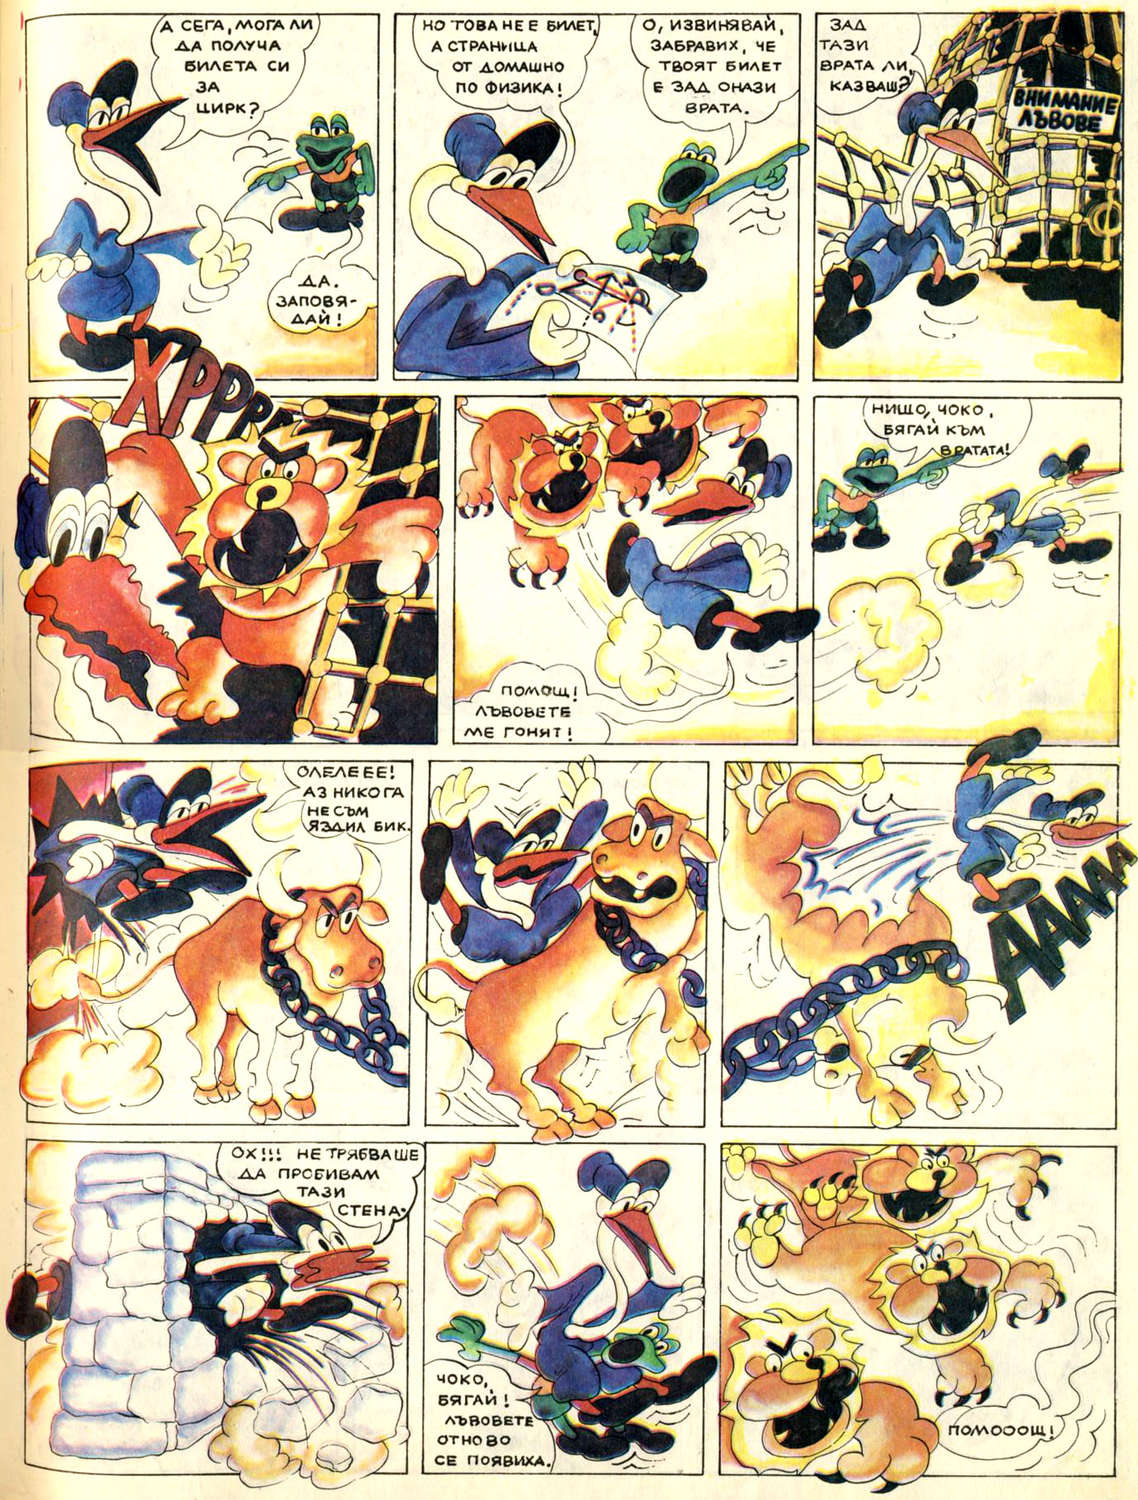 А СЕГА, МОГА ЛИ
ДА ПОЛУЧА
БИЛЕТА СИ
ЗА
ЦИРК?
ДА.
ЗАПОВЯ-
ДАЙ!
НО ТОВА НЕ Е БИЛЕТ,
А СТРАНИЦА
ОТ ДОМАШНО
ПО ФИЗИКА!
О, ИЗВИНЯВАЙ,
ЗАБРАВИХ, ЧЕ
ТВОЯТ БИЛЕТ
Е ЗАД ОНАЗИ
ВРАТА.
ЗАД
ТАЗИ
ВРАТА ЛИ,
КАЗВАШ?
ВНИМАНИЕ
ЛЪВОВЕ
ХРРРРР
ПОМОЩ!
ЛЪВОВЕТЕ
МЕ ГОНЯТ!
НИЩО, ЧОКО,
БЯГАЙ КЪМ
ВРАТАТА!
ОЛЕЛЕЕЕ!
АЗ НИКОГА
НЕ СЪМ
ЯЗДИЛ БИК.
АААААА
ОХ!!! НЕ ТРЯБВАШЕ
ДА ПРОБИВАМ
ТАЗИ
СТЕНА.
ЧОКО,
БЯГАЙ!
ЛЪВОВЕТЕ
ОТНОВО
СЕ ПОЯВИХА.
ПОМОООЩ!